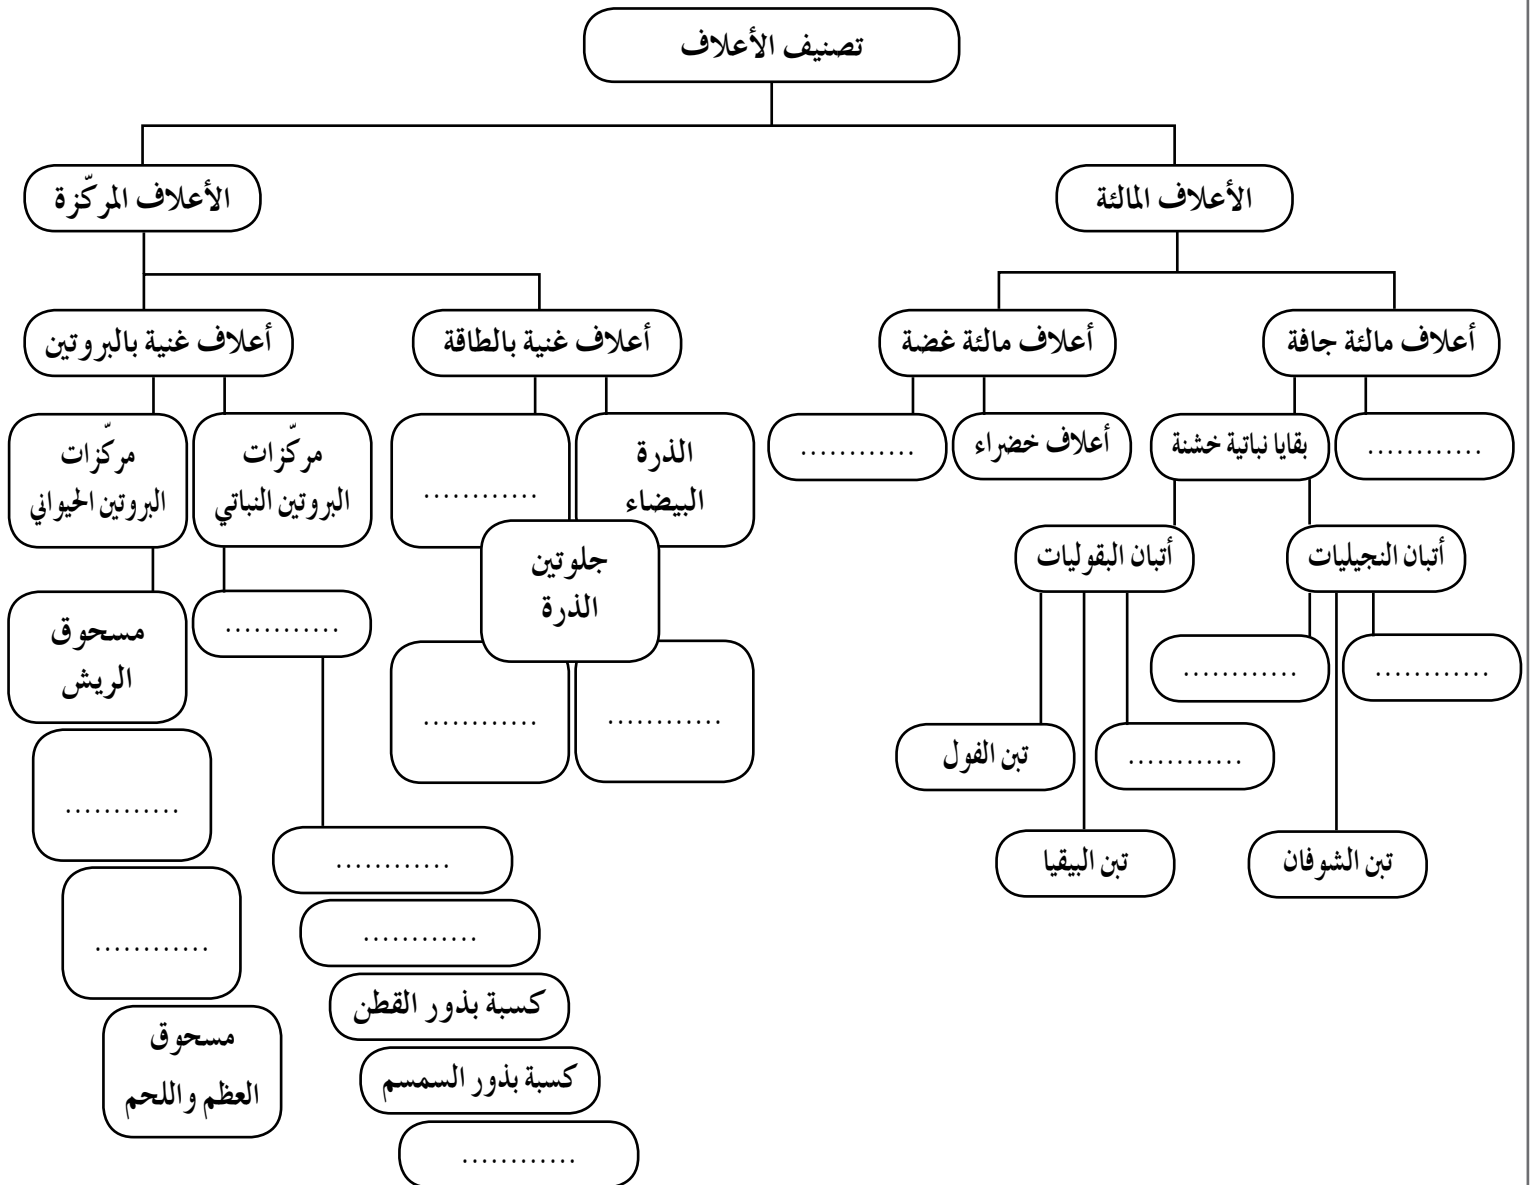 تصنيف الأعلاف
الأعلاف المالئة
الأعلاف المركّزة
أعلاف مالئة جافة
أعلاف مالئة غضة
أعلاف غنية بالطاقة
أعلاف غنية بالبروتين
............
بقايا نباتية خشنة
أعلاف خضراء
............
الذرة
البيضاء
............
مركّزات
البروتين النباتي
مركّزات
البروتين الحيواني
أتبان النجيليات
أتبان البقوليات
جلوتين
الذرة
............
............
............
مسحوق
الريش
............
............
............
تبن الفول
............
تبن الشوفان
تبن البيقيا
............
............
كسبة بذور القطن
كسبة بذور السمسم
............
............
مسحوق
العظم واللحم